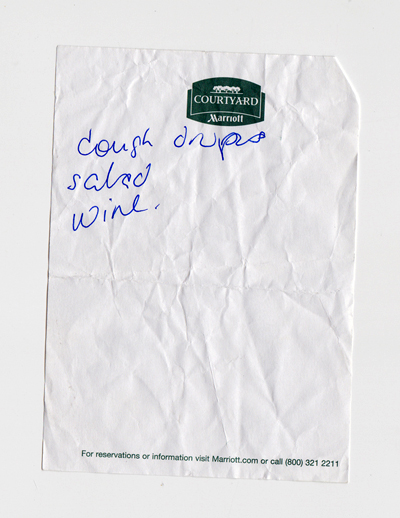 COURTYARD
Marriott
cough drops
salad
wine.
For reservations or information visit Marriott.com or call (800) 321 2211